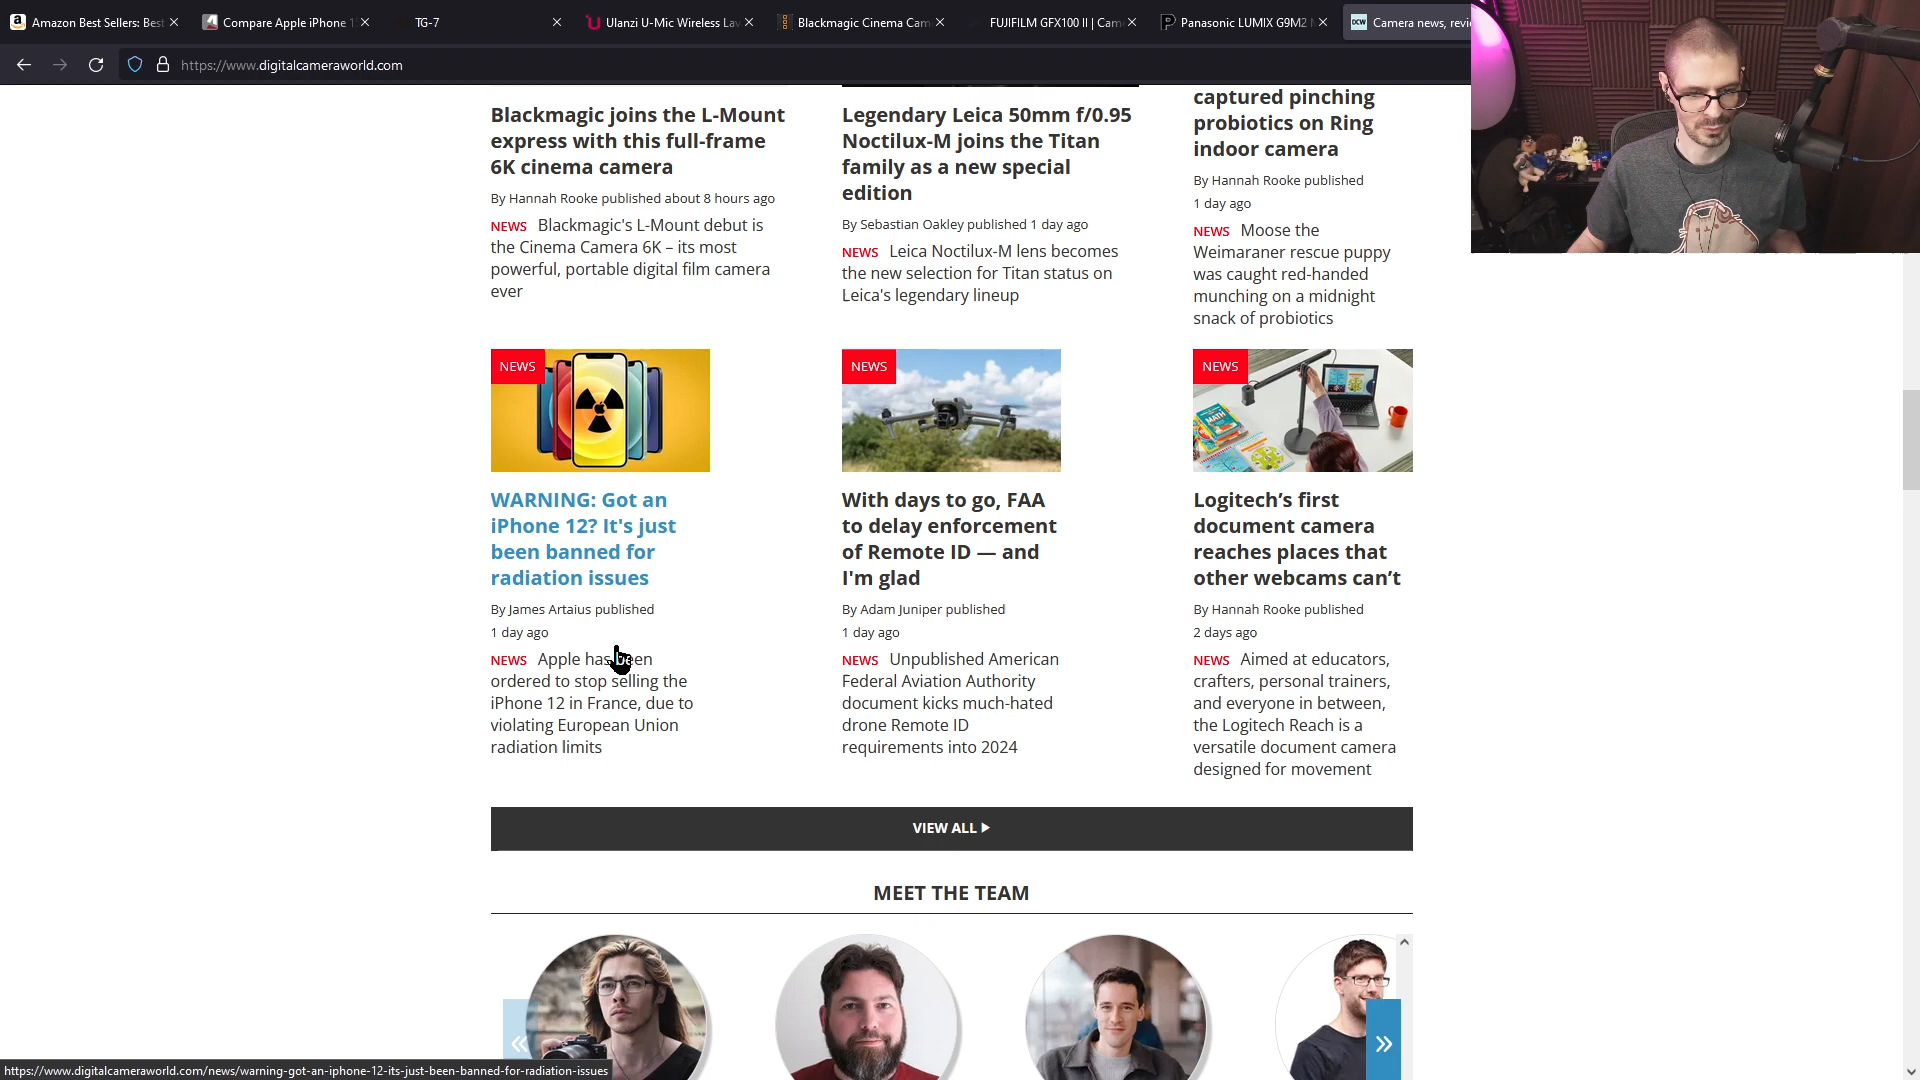 Amazon Best Sellers: Best
Compare Apple iPhone 1
TG-7
Ulanzi U-Mic Wireless Lav
Blackmagic Cinema Cam
FUJIFILM GFX100 II | Cam
Panasonic LUMIX G9M2
DCW Camera news, revie
https://www.digitalcameraworld.com
Blackmagic joins the L-Mount
express with this full-frame
6K cinema camera
By Hannah Rooke published about 8 hours ago
NEWS Blackmagic's L-Mount debut is
the Cinema Camera 6K – its most
powerful, portable digital film camera
ever
Legendary Leica 50mm f/0.95
Noctilux-M joins the Titan
family as a new special
edition
By Sebastian Oakley published 1 day ago
NEWS Leica Noctilux-M lens becomes
the new selection for Titan status on
Leica's legendary lineup
captured pinching
probiotics on Ring
indoor camera
By Hannah Rooke published
1 day ago
NEWS Moose the
Weimaraner rescue puppy
was caught red-handed
munching on a midnight
snack of probiotics
NEWS
WARNING: Got an
iPhone 12? It's just
been banned for
radiation issues
By James Artaius published
1 day ago
NEWS Apple has been
ordered to stop selling the
iPhone 12 in France, due to
violating European Union
radiation limits
NEWS
With days to go, FAA
to delay enforcement
of Remote ID — and
I'm glad
By Adam Juniper published
1 day ago
NEWS Unpublished American
Federal Aviation Authority
document kicks much-hated
drone Remote ID
requirements into 2024
NEWS
MATH
Logitech’s first
document camera
reaches places that
other webcams can’t
By Hannah Rooke published
2 days ago
NEWS Aimed at educators,
crafters, personal trainers,
and everyone in between,
the Logitech Reach is a
versatile document camera
designed for movement
VIEW ALL
MEET THE TEAM
https://www.digitalcameraworld.com/news/warning-got-an-iphone-12-its-just-been-banned-for-radiation-issues